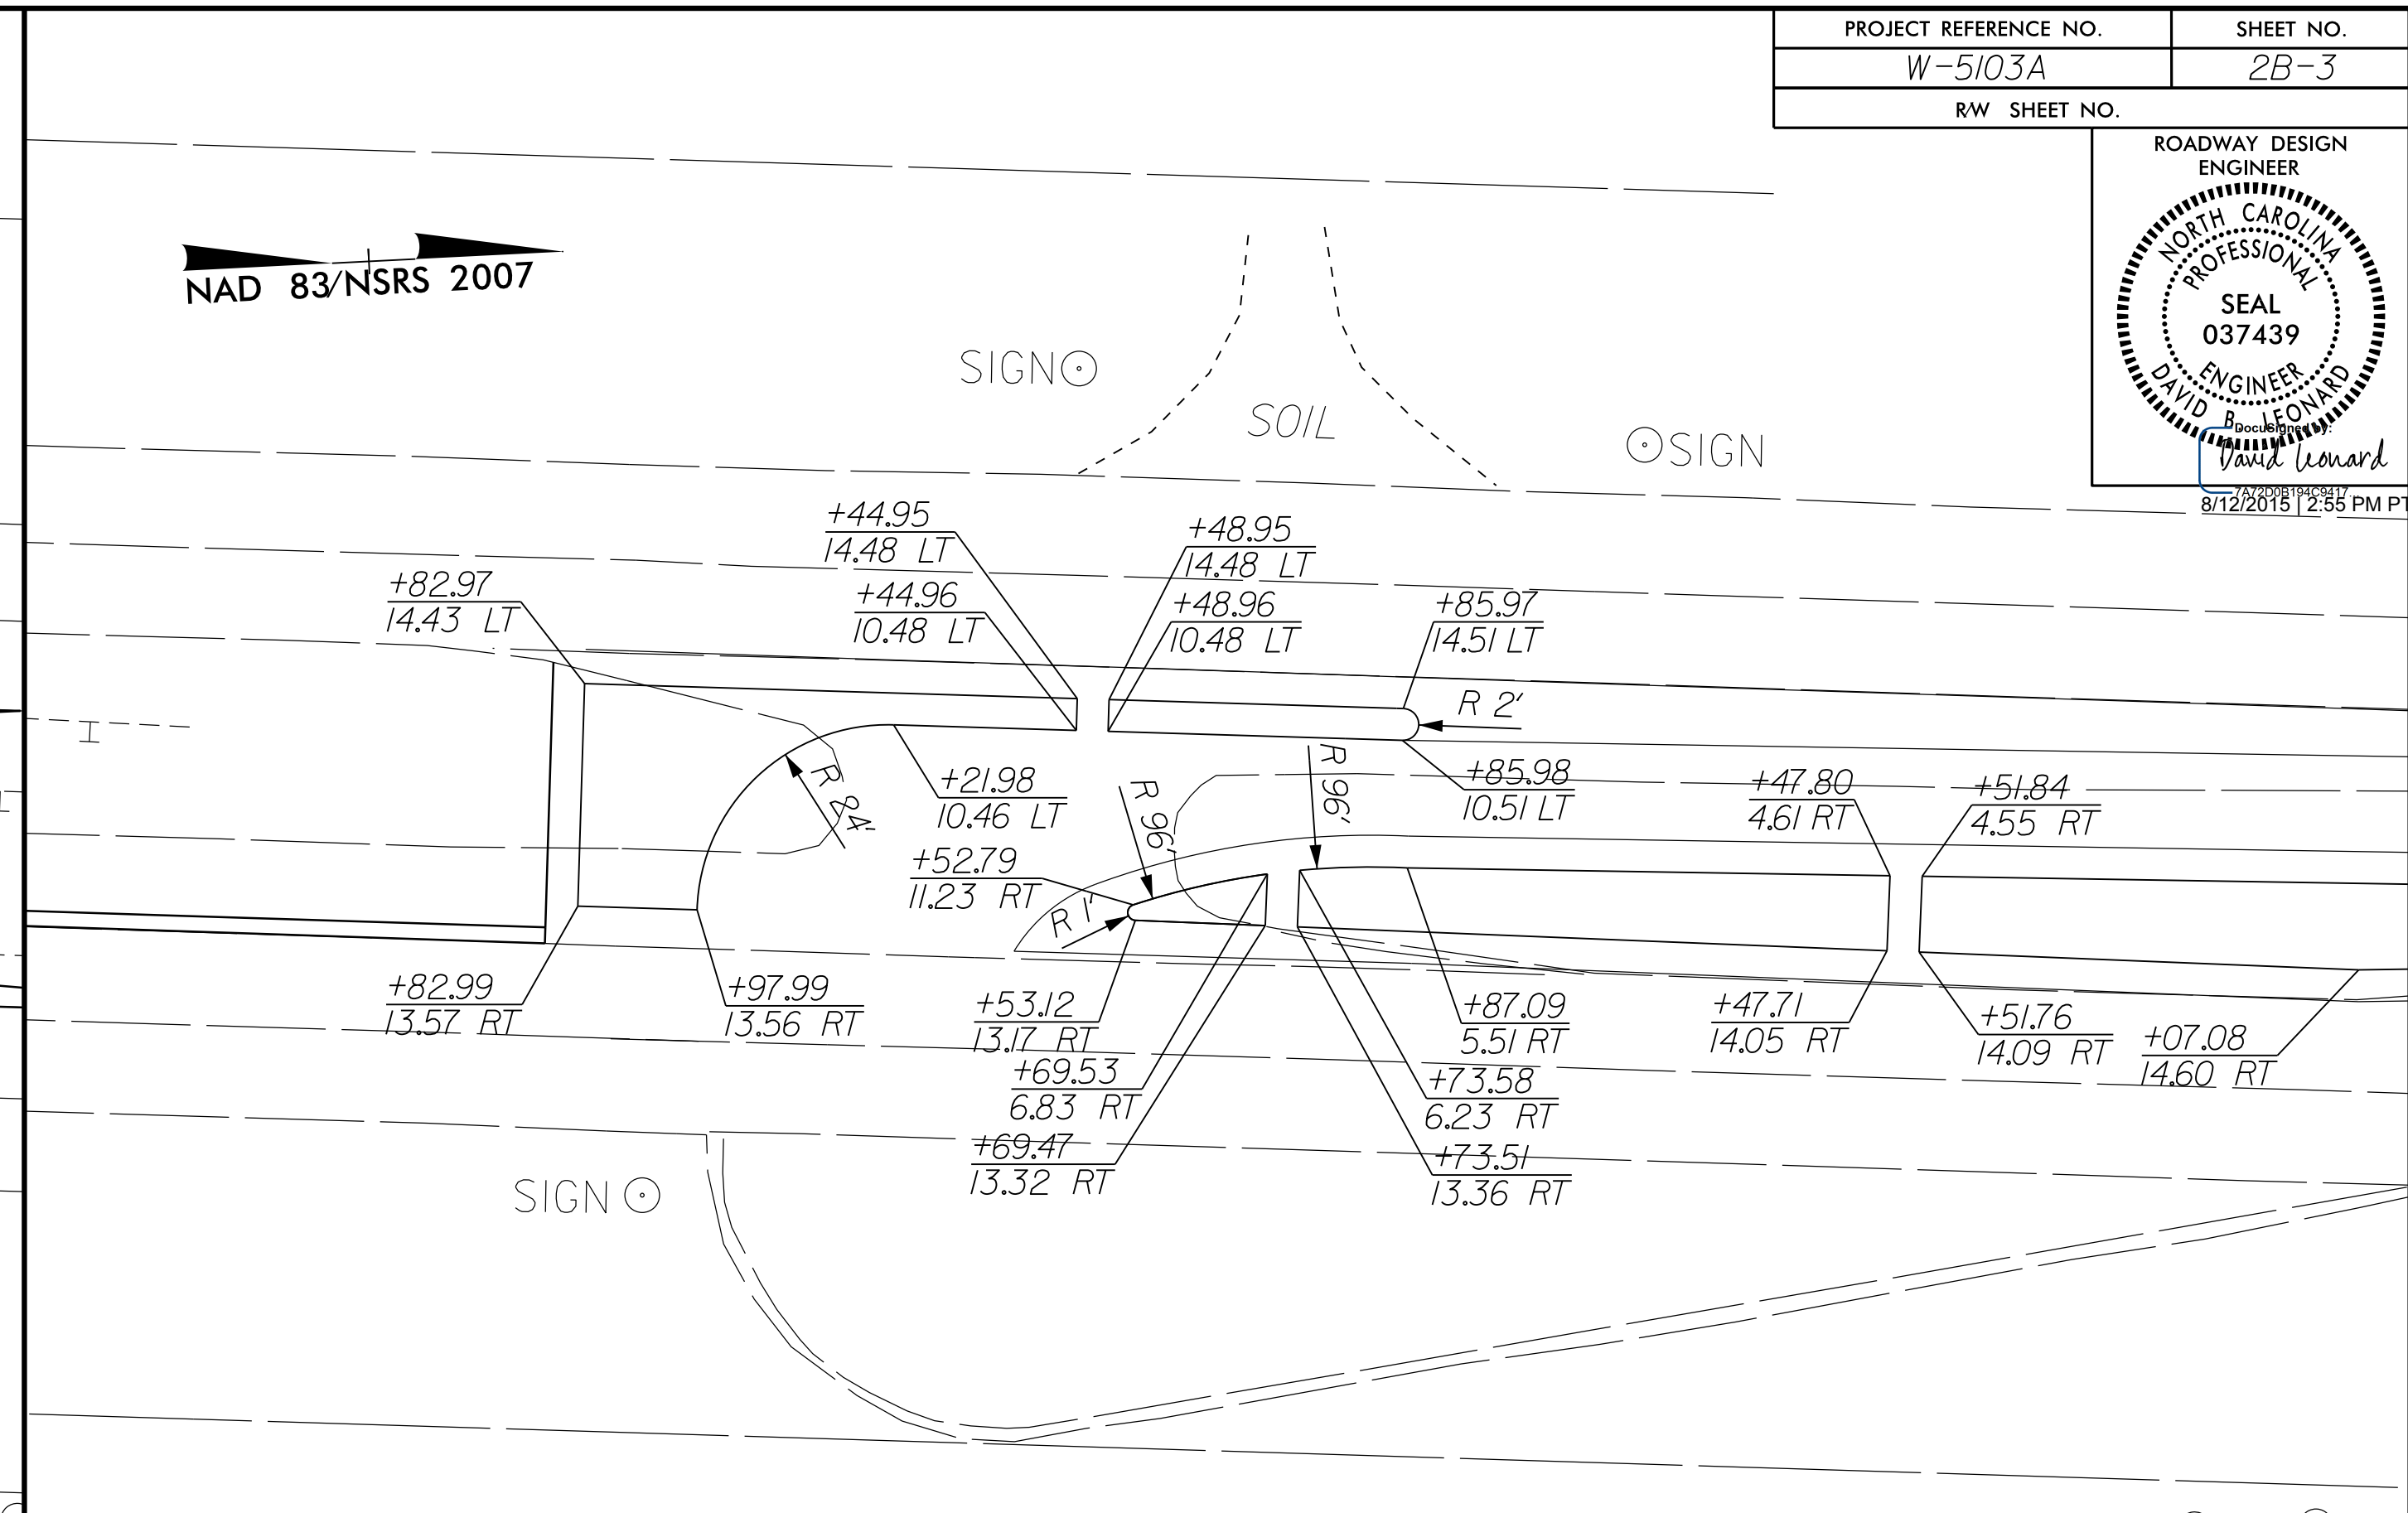 PROJECT REFERENCE NO.
SHEET NO.
W-5103A
2B-3
R/W SHEET NO.
ROADWAY DESIGN
ENGINEER
NORTH CAROLINA
PROFESSIONAL
SEAL
037439
ENGINEER
DAVID B. LEONARD
DocuSigned by:
David Leonard
7A72D0B194C9417...
8/12/2015 | 2:55 PM PT
NAD 83/NSRS 2007
SIGN
SOIL
SIGN
+44.95
14.48 LT
+48.95
14.48 LT
+82.97
14.43 LT
+44.96
10.48 LT
+48.96
10.48 LT
+85.97
14.51 LT
R 2'
R 24'
+21.98
10.46 LT
R 96'
R 96'
+85.98
10.51 LT
+47.80
4.61 RT
+51.84
4.55 RT
+52.79
11.23 RT
R 1'
+82.99
13.57 RT
+97.99
13.56 RT
+53.12
13.17 RT
+87.09
5.51 RT
+47.71
14.05 RT
+51.76
14.09 RT
+07.08
14.60 RT
+69.53
6.83 RT
+73.58
6.23 RT
+69.47
13.32 RT
+73.51
13.36 RT
SIGN